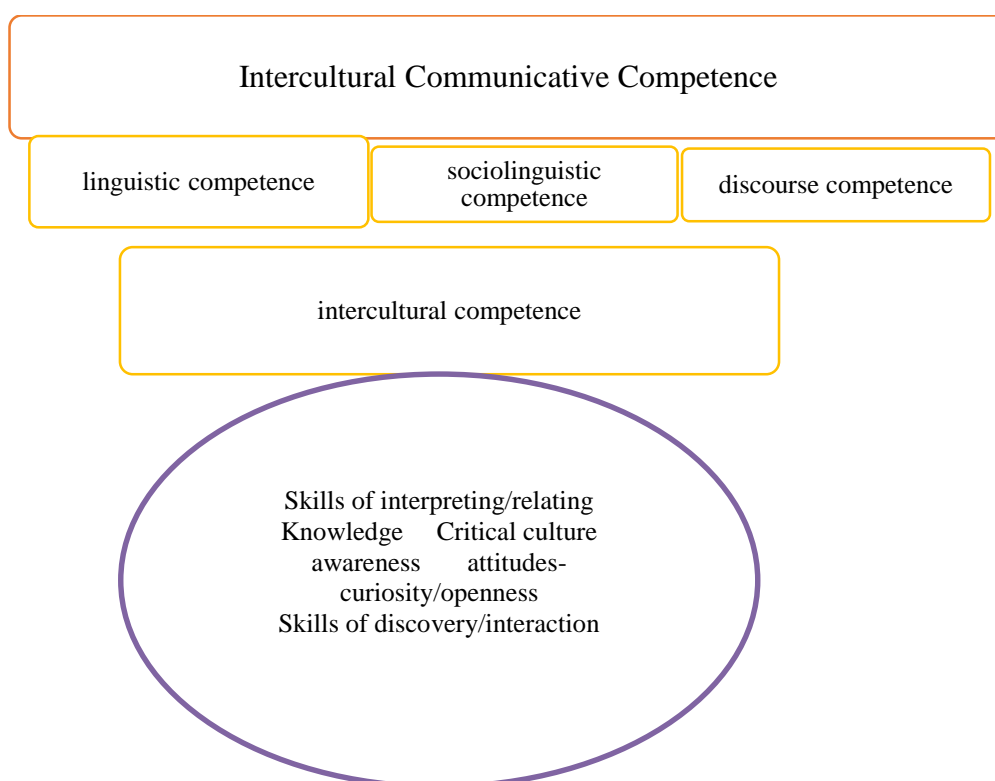 Intercultural Communicative Competence
linguistic competence
sociolinguistic
competence
discourse competence
intercultural competence
Skills of interpreting/relating
Knowledge Critical culture
awareness attitudes-
curiosity/openness
Skills of discovery/interaction